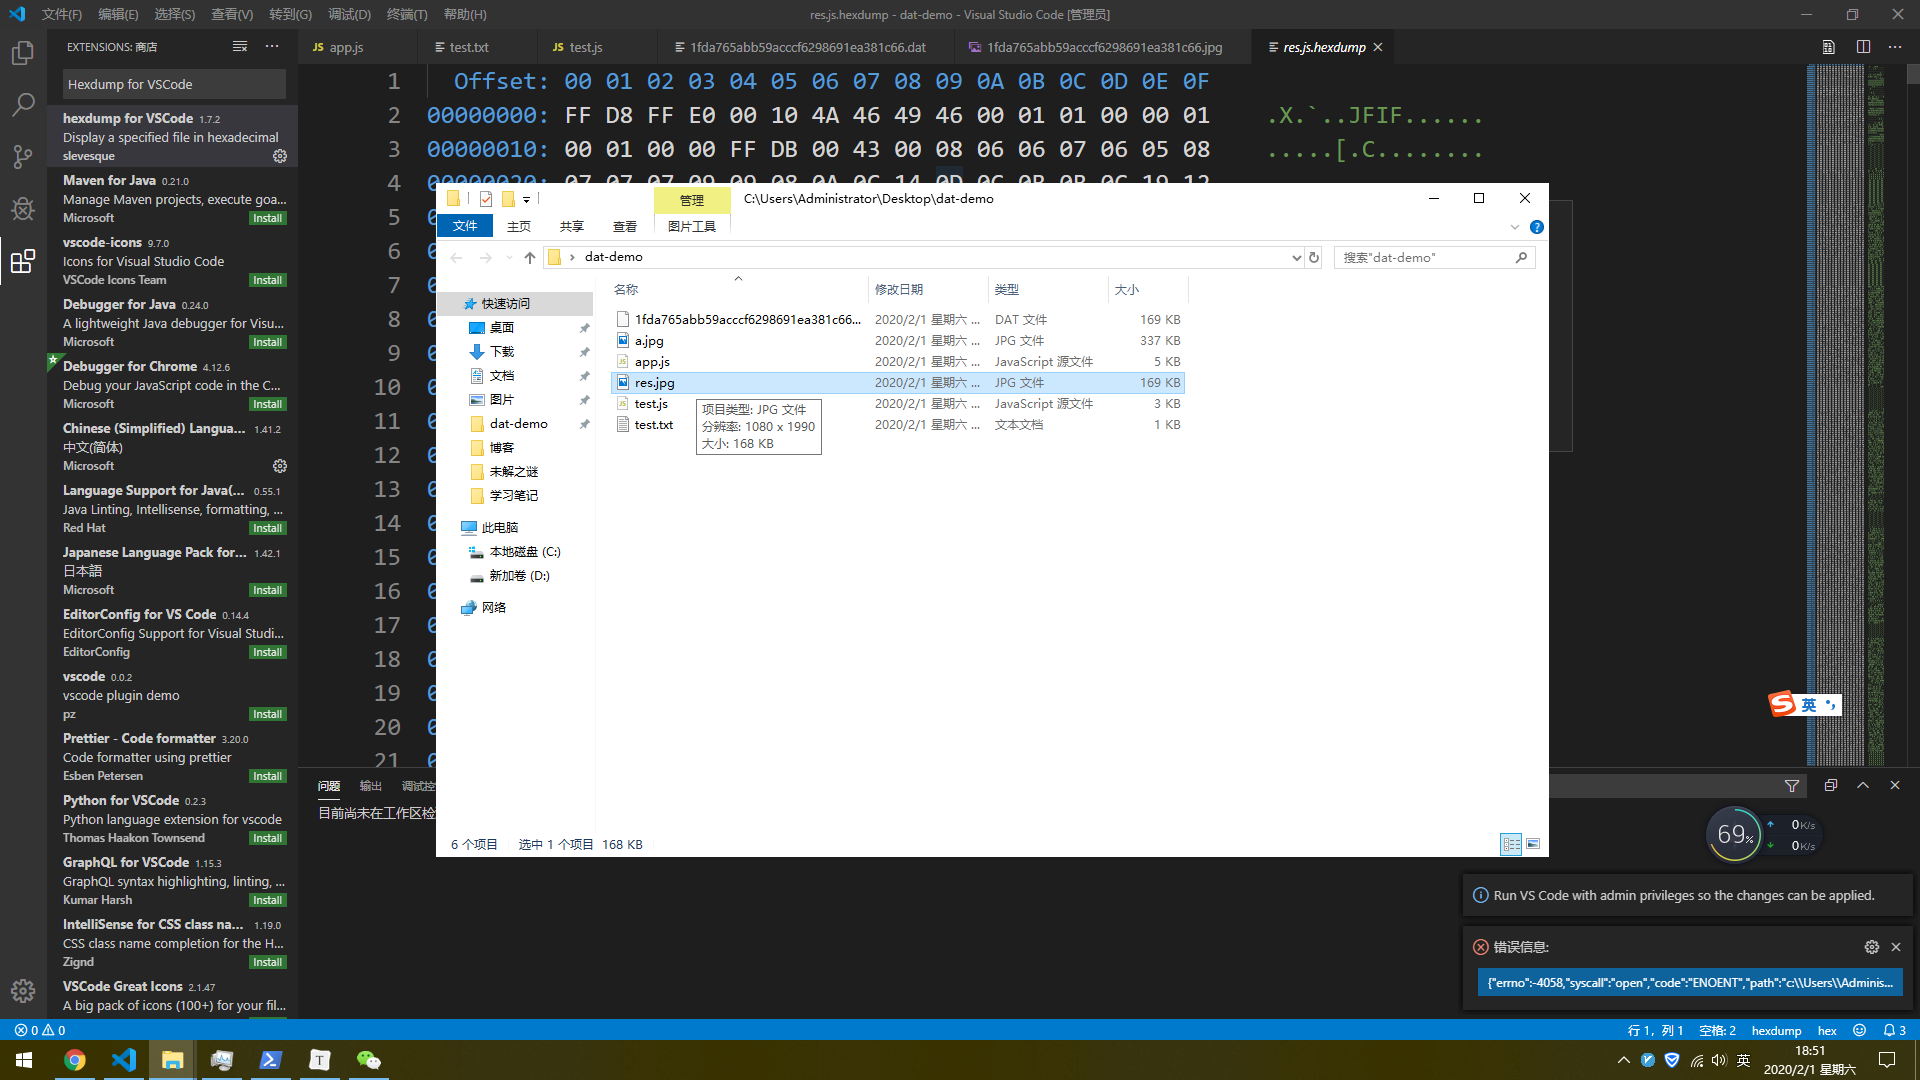 文件(F) 编辑(E) 选择(S) 查看(V) 转到(G) 调试(D) 终端(T) 帮助(H)
res.js.hexdump - dat-demo - Visual Studio Code [管理员]
EXTENSIONS: 商店
Hexdump for VSCode
hexdump for VSCode 1.7.2
Display a specified file in hexadecimal
slevesque
Maven for Java 0.21.0
Manage Maven projects, execute goa...
Microsoft Install
vscode-icons 9.7.0
Icons for Visual Studio Code
VSCode Icons Team Install
Debugger for Java 0.24.0
A lightweight Java debugger for Visu...
Microsoft Install
Debugger for Chrome 4.12.6
Debug your JavaScript code in the C...
Microsoft Install
Chinese (Simplified) Langua... 1.41.2
中文(简体)
Microsoft
Language Support for Java(... 0.55.1
Java Linting, Intellisense, formatting, ...
Red Hat Install
Japanese Language Pack for... 1.42.1
日本語
Microsoft Install
EditorConfig for VS Code 0.14.4
EditorConfig Support for Visual Studi...
EditorConfig Install
vscode 0.0.2
vscode plugin demo
pz Install
Prettier - Code formatter 3.20.0
Code formatter using prettier
Esben Petersen Install
Python for VSCode 0.2.3
Python language extension for vscode
Thomas Haakon Townsend Install
GraphQL for VSCode 1.15.3
GraphQL syntax highlighting, linting, ...
Kumar Harsh Install
IntelliSense for CSS class na... 1.19.0
CSS class name completion for the H...
Zignd Install
VSCode Great Icons 2.1.47
A big pack of icons (100+) for your fil...
JS app.js test.txt JS test.js 1fda765abb59acccf6298691ea381c66.dat 1fda765abb59acccf6298691ea381c66.jpg res.js.hexdump
1 Offset: 00 01 02 03 04 05 06 07 08 09 0A 0B 0C 0D 0E 0F
2 00000000: FF D8 FF E0 00 10 4A 46 49 46 00 01 01 00 00 01 .X.`..JFIF......
3 00000010: 00 01 00 00 FF DB 00 43 00 08 06 06 07 06 05 08 .....[.C........
4 00000020: 07 07 07 09 09 08 0A 0C 14 0D 0C 0B 0B 0C 19 12
5
6
7
8
9
10
11
12
13
14
15
16
17
18
19
20
21
管理 C:\Users\Administrator\Desktop\dat-demo
文件 主页 共享 查看 图片工具
dat-demo 搜索"dat-demo"
快速访问
桌面
下载
文档
图片
dat-demo
博客
未解之谜
学习笔记
此电脑
本地磁盘 (C:)
新加卷 (D:)
网络
名称 修改日期 类型 大小
1fda765abb59acccf6298691ea381c66... 2020/2/1 星期六 ... DAT 文件 169 KB
a.jpg 2020/2/1 星期六 ... JPG 文件 337 KB
app.js 2020/2/1 星期六 ... JavaScript 源文件 5 KB
res.jpg 2020/2/1 星期六 ... JPG 文件 169 KB
test.js 2020/2/1 星期六 ... JavaScript 源文件 3 KB
test.txt 2020/2/1 星期六 ... 文本文档 1 KB
项目类型: JPG 文件
分辨率: 1080 x 1990
大小: 168 KB
6 个项目 选中 1 个项目 168 KB
问题 输出 调试控
目前尚未在工作区检
英
69%
0K/s
0K/s
Run VS Code with admin privileges so the changes can be applied.
错误信息:
{"errno":-4058,"syscall":"open","code":"ENOENT","path":"c:\\Users\\Adminis...
0 0
行 1，列 1 空格: 2 hexdump hex 3
T
英
18:51
2020/2/1 星期六